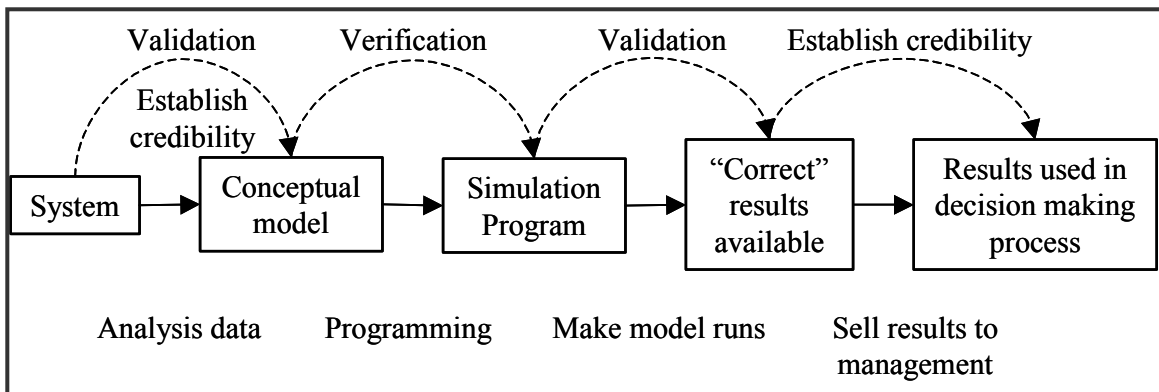 Validation
Verification
Validation
Establish credibility
Establish
credibility
System
Conceptual
model
Simulation
Program
“Correct”
results
available
Results used in
decision making
process
Analysis data
Programming
Make model runs
Sell results to
management